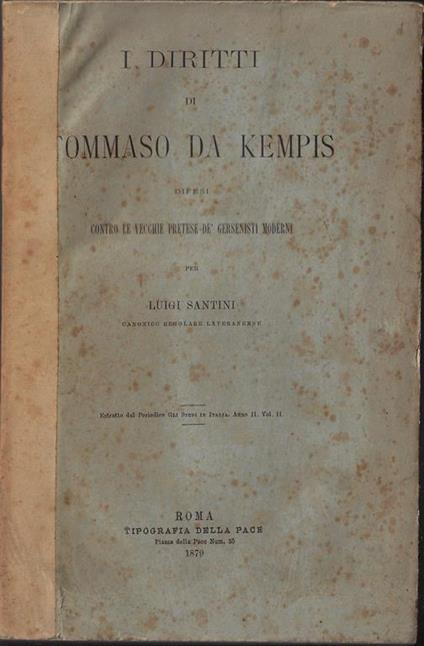 I DIRITTI
DI
TOMMASO DA KEMPIS
DIFESI
CONTRO LE VECCHIE PRETESE DE' GERSENISTI MODERNI
PER
LUIGI SANTINI
CANONICO REGOLARE LATERANENSE
Estratto dal Periodico GLI STUDI IN ITALIA. Anno II. Vol. II.
ROMA
TIPOGRAFIA DELLA PACE
Piazza della Pace Num. 35
1879